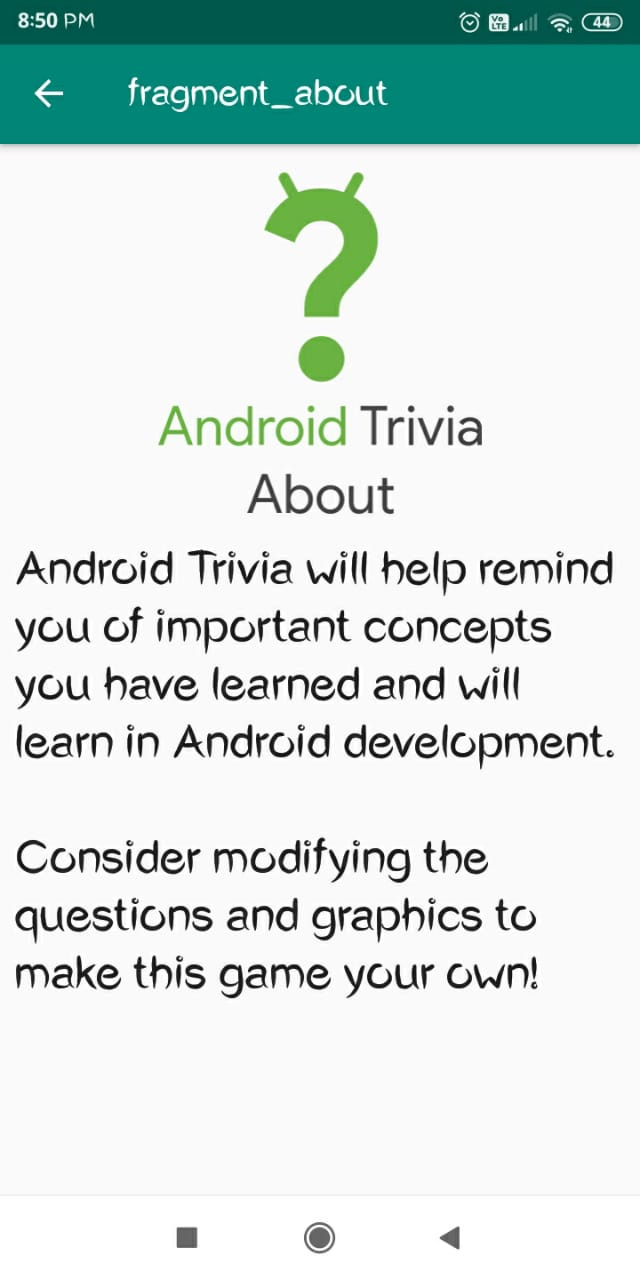 8:50 PM
Vo LTE
44
fragment_about
Android Trivia
About
Android Trivia will help remind
you of important concepts
you have learned and will
learn in Android development.
Consider modifying the
questions and graphics to
make this game your own!